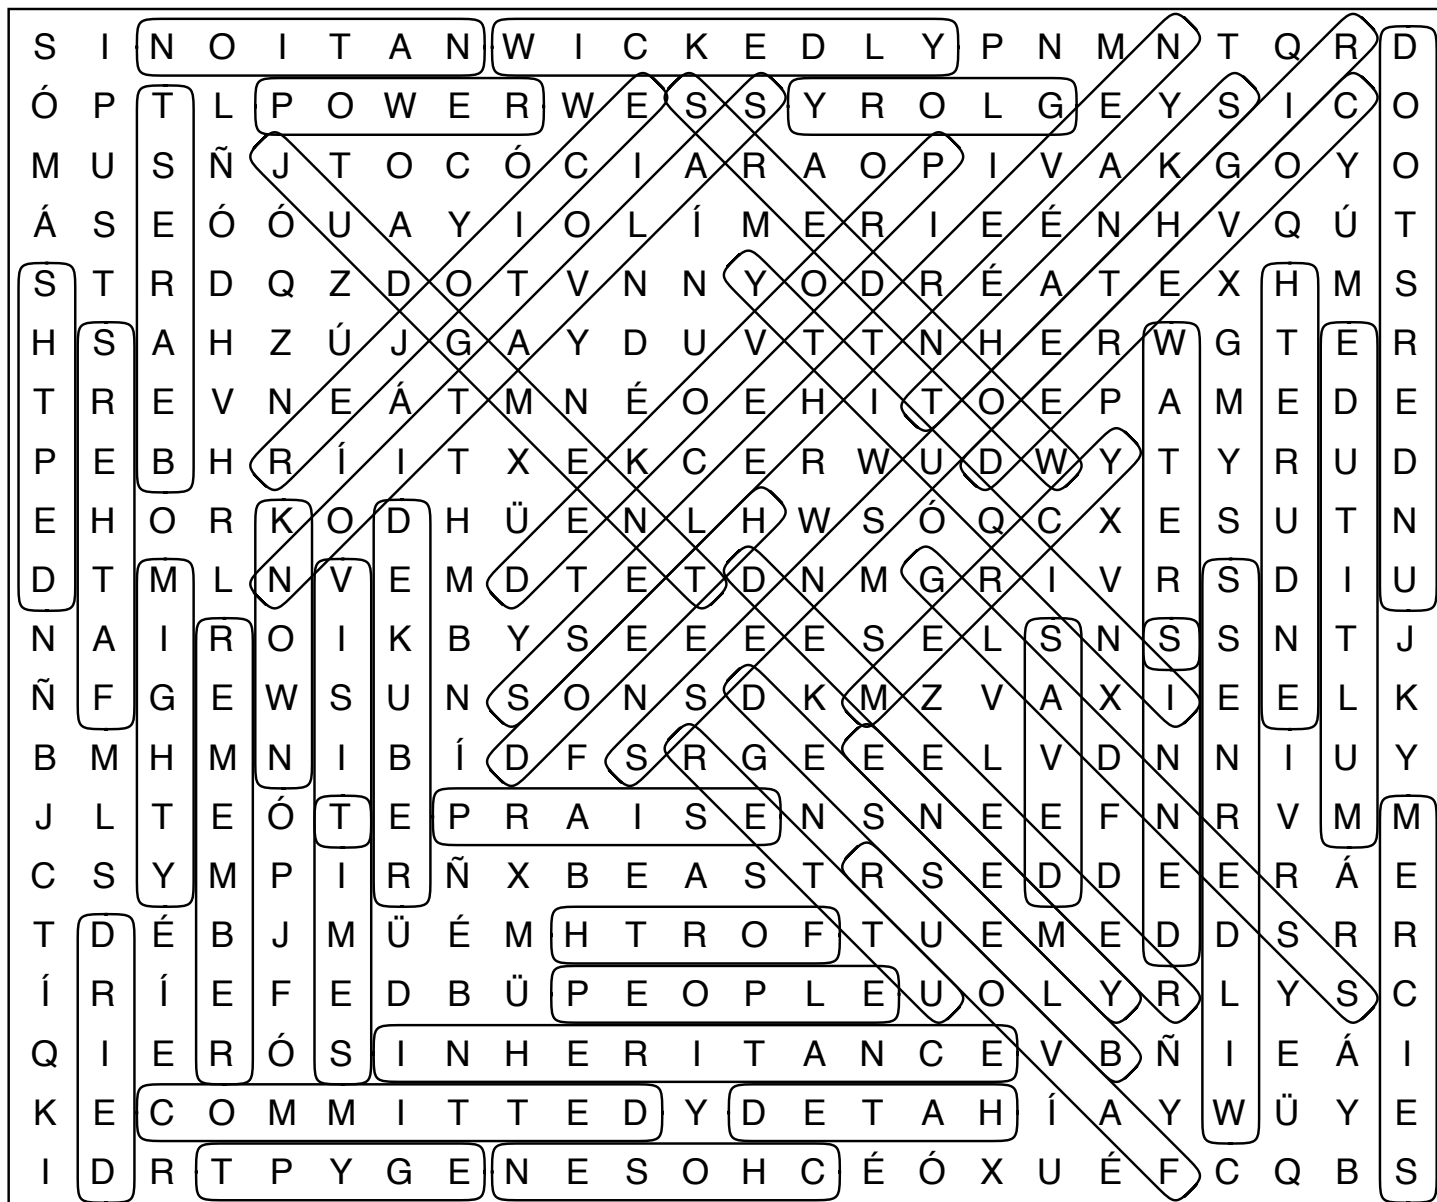 S I N O I T A N W I C K E D L Y P N M N T Q R D
Ó P T L P O W E R W E S S Y R O L G E Y S I C O
M U S Ñ J T O C Ó C I A R A O P I V A K G O Y O
Á S E Ó Ó U A Y I O L Í M E R I E É N H V Q Ú T
S T R D Q Z D O T V N N Y O D R É A T E X H M S
H S A H Z Ú J G A Y D U V T T N H E R W G T E R
T R E V N E Á T M N É O E H I T O E P A M E D E
P E B H R Í I T X E K C E R W U D W Y T Y R U D
E H O R K O D H Ü E N L H W S Ó Q C X E S U T N
D T M L N V E M D T E T D N M G R I V R S D I U
N A I R O I K B Y S E E E E S E L S N S S N T J
Ñ F G E W S U N S O N S D K M Z V A X I E E L K
B M H M N I B Í D F S R G E E E L V D N N I U Y
J L T E Ó T E P R A I S E N S N E E F N R V M M
C S Y M P I R Ñ X B E A S T R S E D D E E R Á E
T D É B J M Ü É M H T R O F T U E M E D D S R R
Í R Í E F E D B Ü P E O P L E U O L Y R L Y S C
Q I E R Ó S I N H E R I T A N C E V B Ñ I E Á I
K E C O M M I T T E D Y D E T A H Í A Y W Ü Y E
I D R T P Y G E N E S O H C É Ó X U É F C Q B S